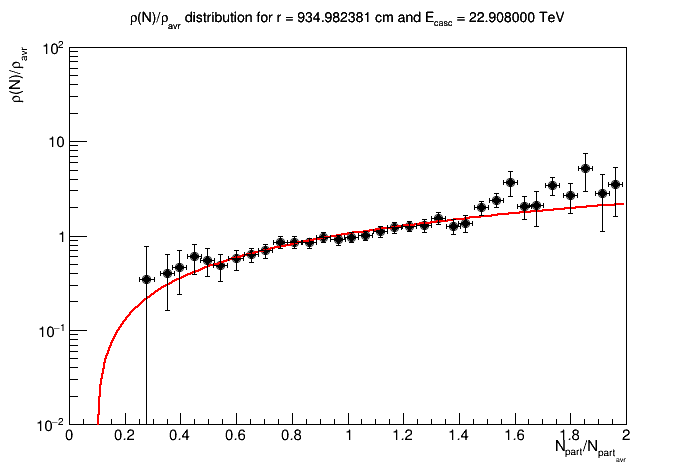 ρ(N)/ρavr distribution for r = 934.982381 cm and Ecasc = 22.908000 TeV
ρ(N)/ρavr
10²
10
1
10⁻¹
10⁻²
0 0.2 0.4 0.6 0.8 1 1.2 1.4 1.6 1.8 2
Npart/Npartavr